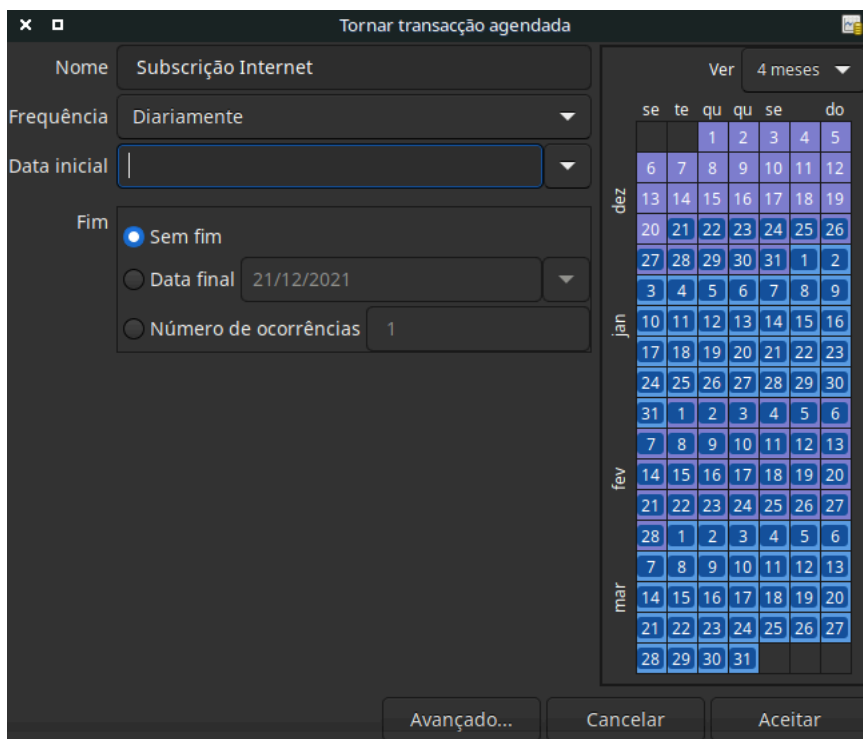 Tornar transacção agendada
Nome Subscrição Internet
Frequência Diariamente
Data inicial
Fim
Sem fim
Data final 21/12/2021
Número de ocorrências 1
Ver 4 meses
se te qu qu se do
1 2 3 4 5
6 7 8 9 10 11 12
dez
13 14 15 16 17 18 19
20 21 22 23 24 25 26
27 28 29 30 31 1 2
3 4 5 6 7 8 9
jan
10 11 12 13 14 15 16
17 18 19 20 21 22 23
24 25 26 27 28 29 30
31 1 2 3 4 5 6
7 8 9 10 11 12 13
fev
14 15 16 17 18 19 20
21 22 23 24 25 26 27
28 1 2 3 4 5 6
7 8 9 10 11 12 13
mar
14 15 16 17 18 19 20
21 22 23 24 25 26 27
28 29 30 31
Avançado... Cancelar Aceitar